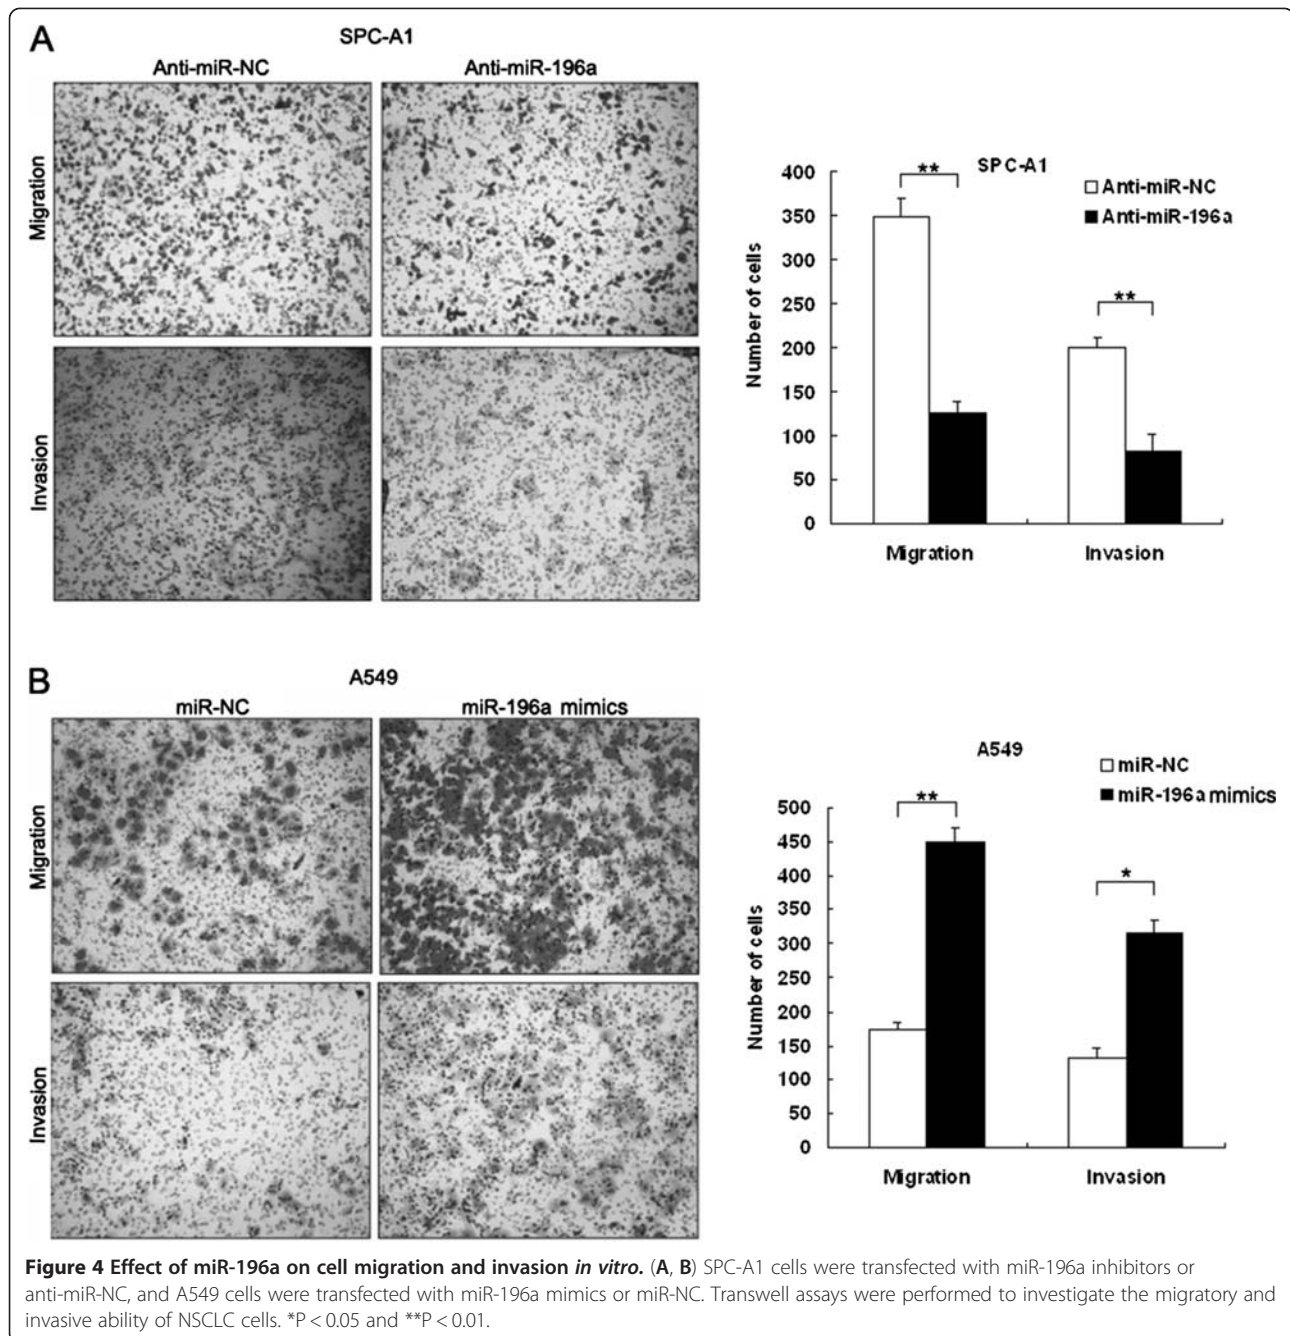 A
SPC-A1
Anti-miR-NC
Anti-miR-196a
Migration
Invasion
SPC-A1
Anti-miR-NC
Anti-miR-196a
**
**
Number of cells
400
350
300
250
200
150
100
50
0
Migration
Invasion
B
A549
miR-NC
miR-196a mimics
Migration
Invasion
A549
miR-NC
miR-196a mimics
**
*
Number of cells
500
450
400
350
300
250
200
150
100
50
0
Migration
Invasion
Figure 4 Effect of miR-196a on cell migration and invasion in vitro. (A, B) SPC-A1 cells were transfected with miR-196a inhibitors or
anti-miR-NC, and A549 cells were transfected with miR-196a mimics or miR-NC. Transwell assays were performed to investigate the migratory and
invasive ability of NSCLC cells. *P < 0.05 and **P < 0.01.